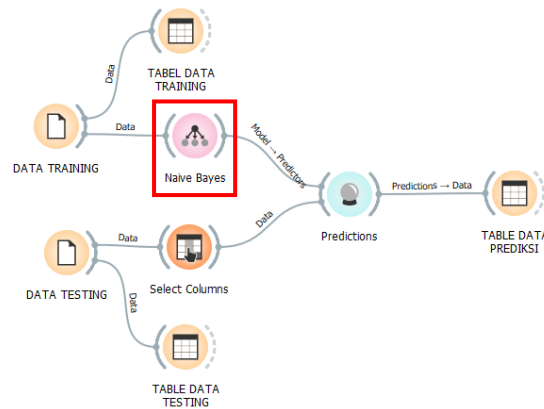 Data
TABEL DATA
TRAINING
Data
DATA TRAINING
Naive Bayes
Model → Predictors
Predictions → Data
Predictions
TABLE DATA
PREDIKSI
Data
Data
DATA TESTING
Select Columns
Data
TABLE DATA
TESTING